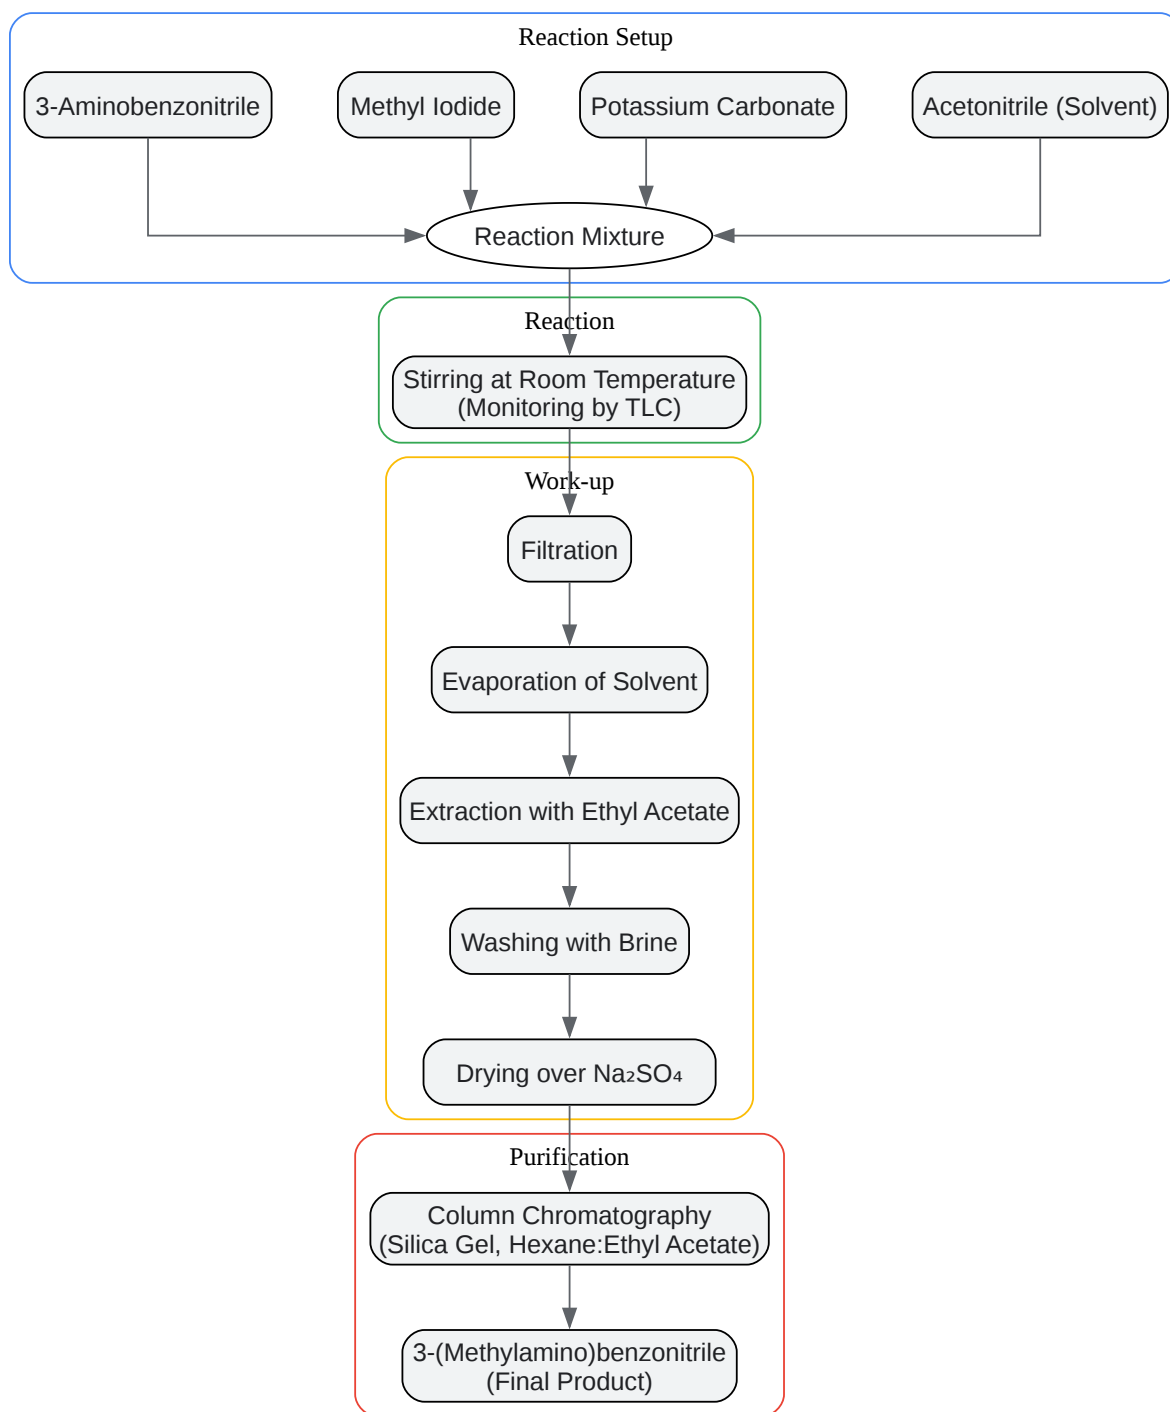 Reaction Setup
3-Aminobenzonitrile
Methyl Iodide
Potassium Carbonate
Acetonitrile (Solvent)
Reaction Mixture
Reaction
Stirring at Room Temperature
(Monitoring by TLC)
Work-up
Filtration
Evaporation of Solvent
Extraction with Ethyl Acetate
Washing with Brine
Drying over Na₂SO₄
Purification
Column Chromatography
(Silica Gel, Hexane:Ethyl Acetate)
3-(Methylamino)benzonitrile
(Final Product)